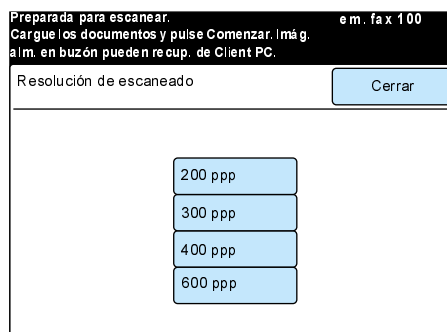 Preparada para escanear. em. fax 100
Cargue los documentos y pulse Comenzar. Imág.
alm. en buzón pueden recup. de Client PC.
Resolución de escaneado Cerrar
200 ppp
300 ppp
400 ppp
600 ppp